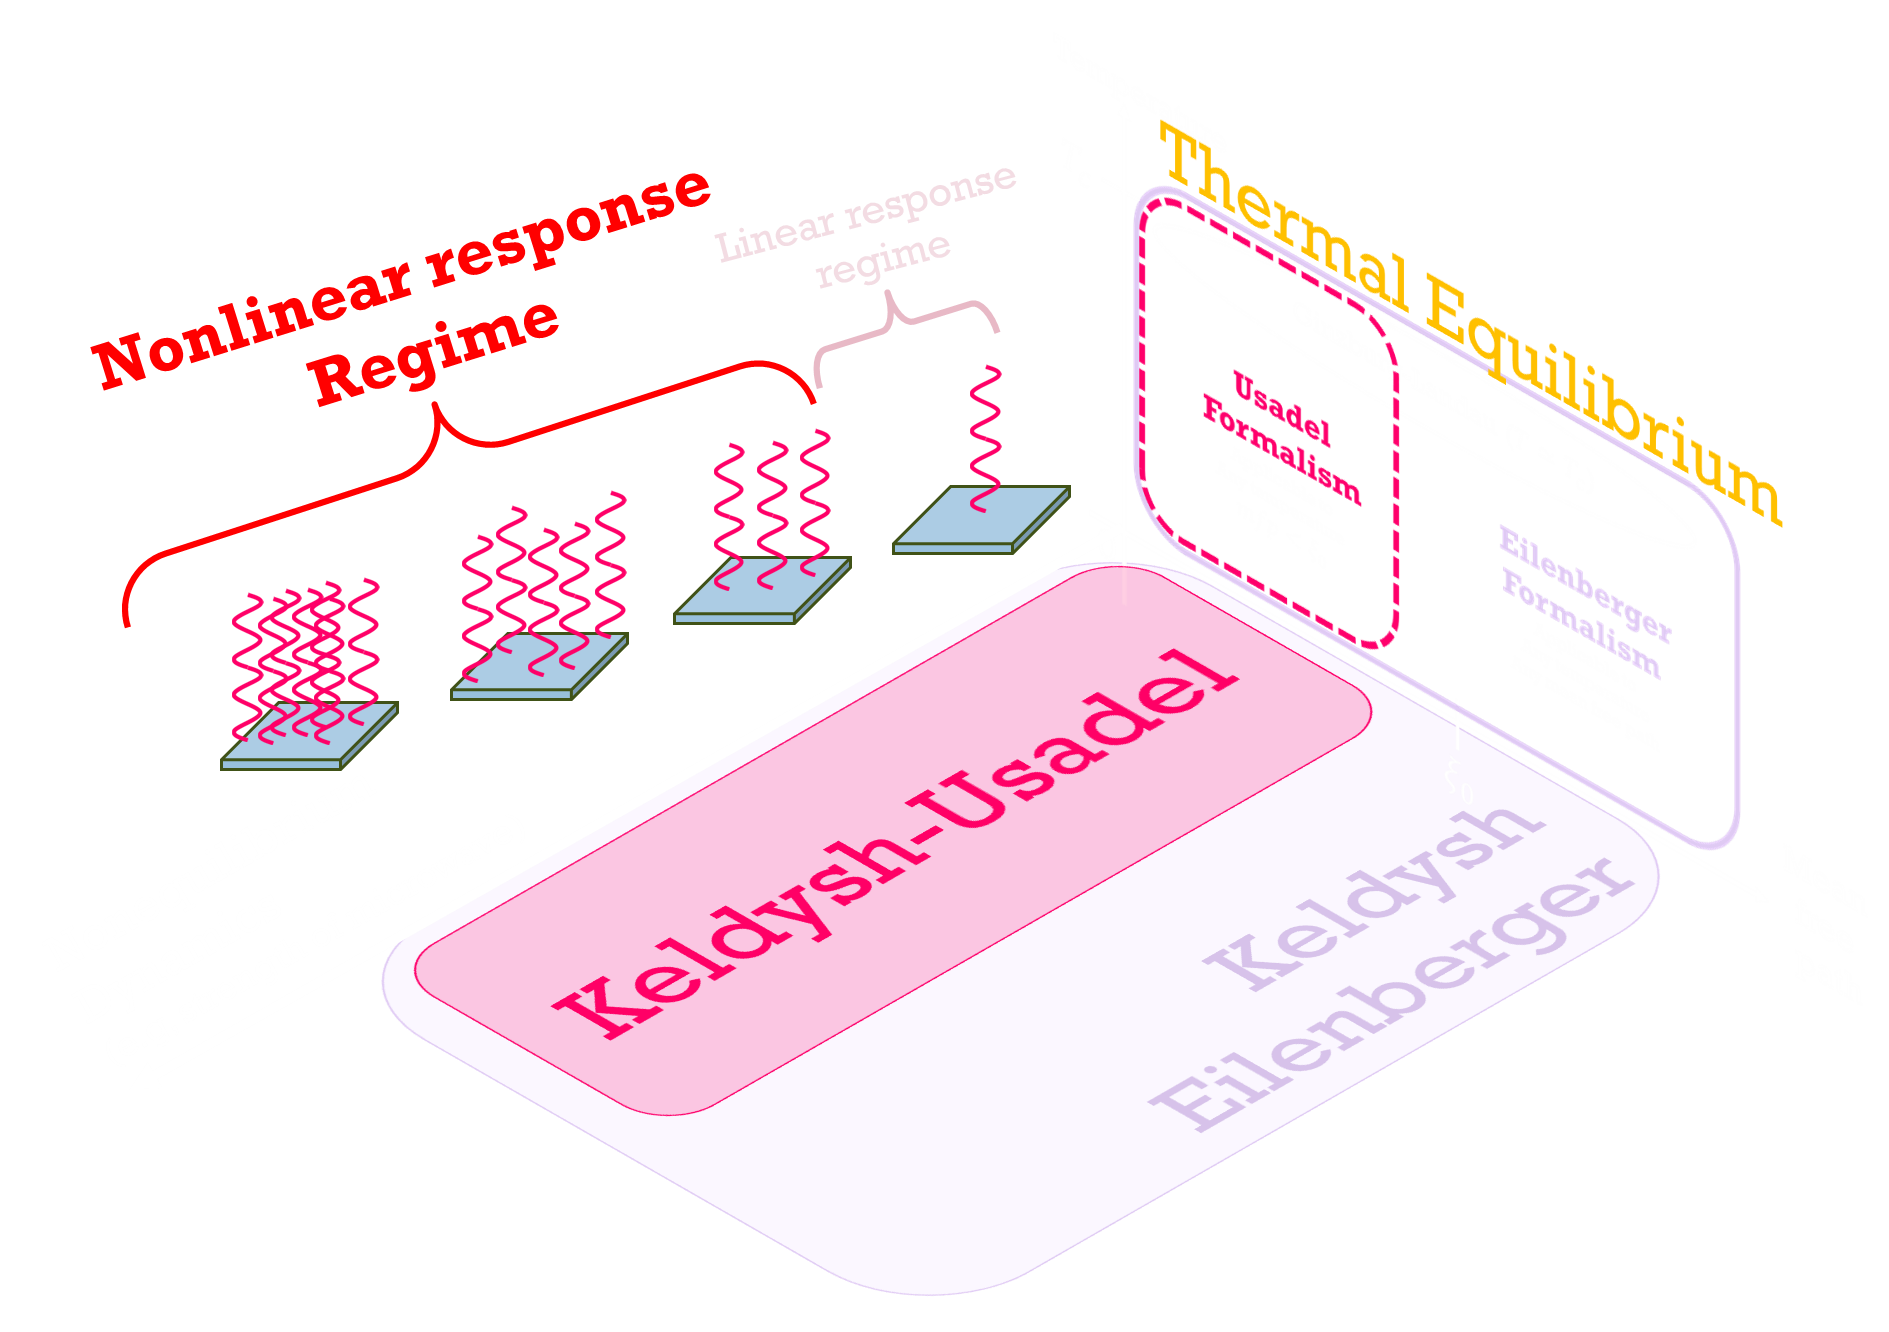 Nonlinear response
Regime
Linear response
regime
Thermal Equilibrium
Usadel
Formalism
Eilenberger
Formalism
Keldysh-Usadel
Keldysh
Eilenberger